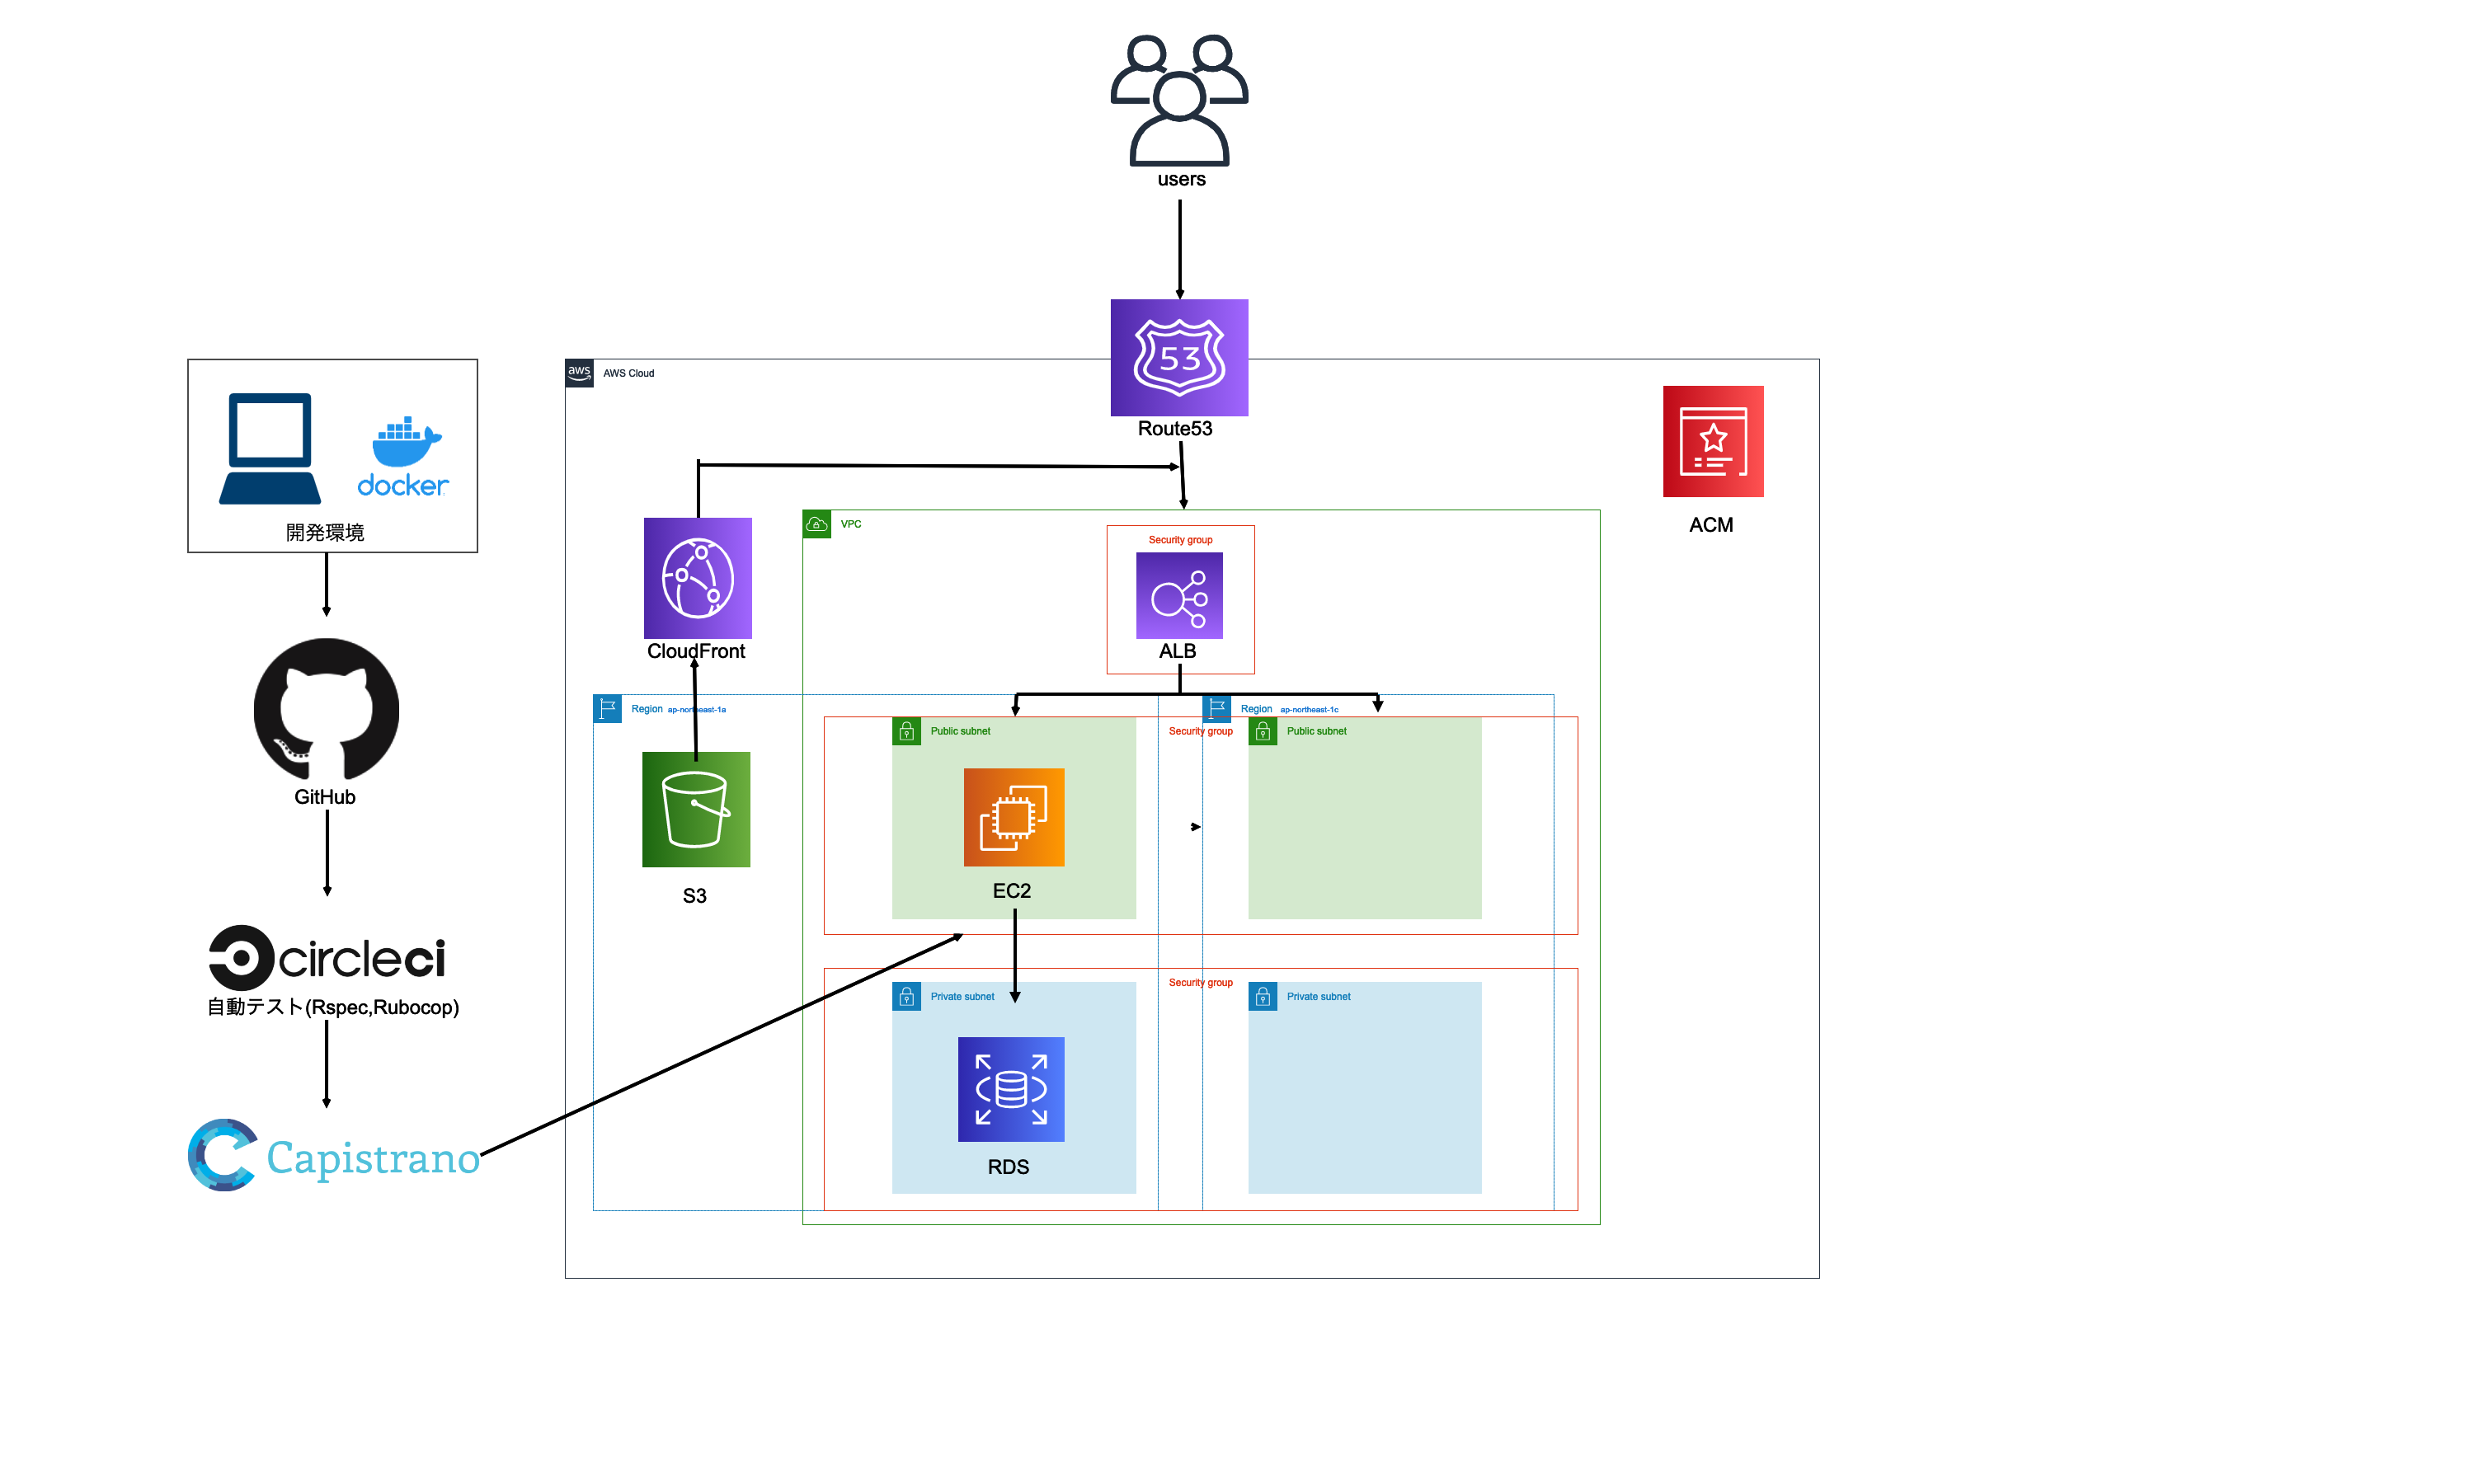 users
53
Route53
aws
AWS Cloud
docker
開発環境
ACM
VPC
Security group
ALB
CloudFront
GitHub
Region ap-northeast-1a
Region ap-northeast-1c
Public subnet
Security group
Public subnet
EC2
S3
circleci
自動テスト(Rspec,Rubocop)
Security group
Private subnet
Private subnet
RDS
Capistrano